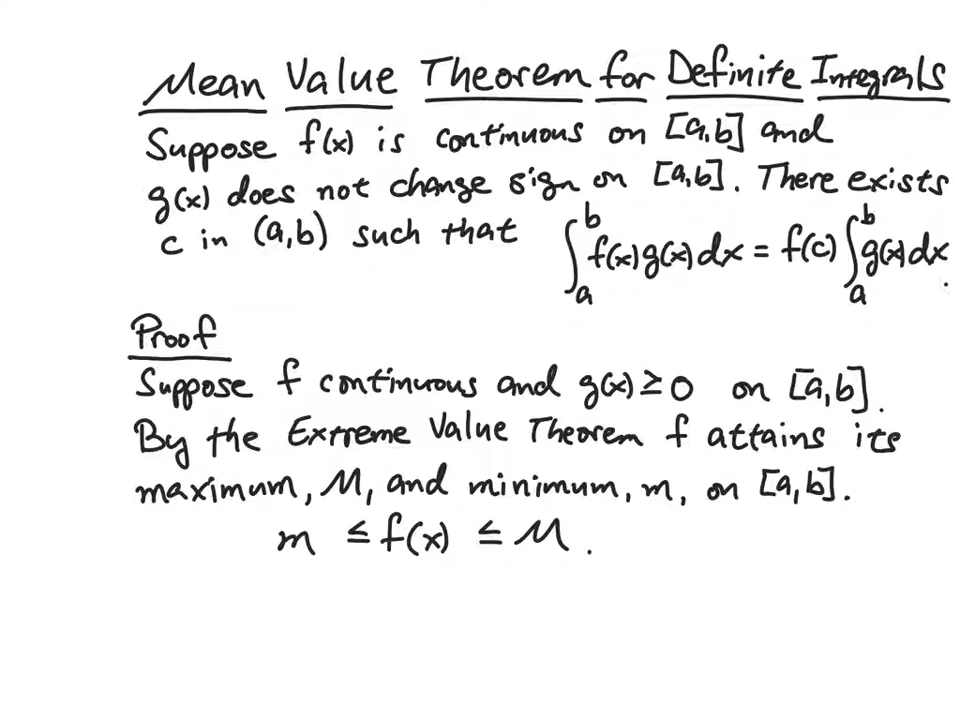 Mean Value Theorem for Definite Integrals
Suppose f(x) is continuous on [a,b] and
g(x) does not change sign on [a,b]. There exists
c in (a,b) such that ∫_a^b f(x)g(x)dx = f(c)∫_a^b g(x)dx.
Proof
Suppose f continuous and g(x)≥0 on [a,b].
By the Extreme Value Theorem f attains its
maximum, M, and minimum, m, on [a,b].
m ≤ f(x) ≤ M.